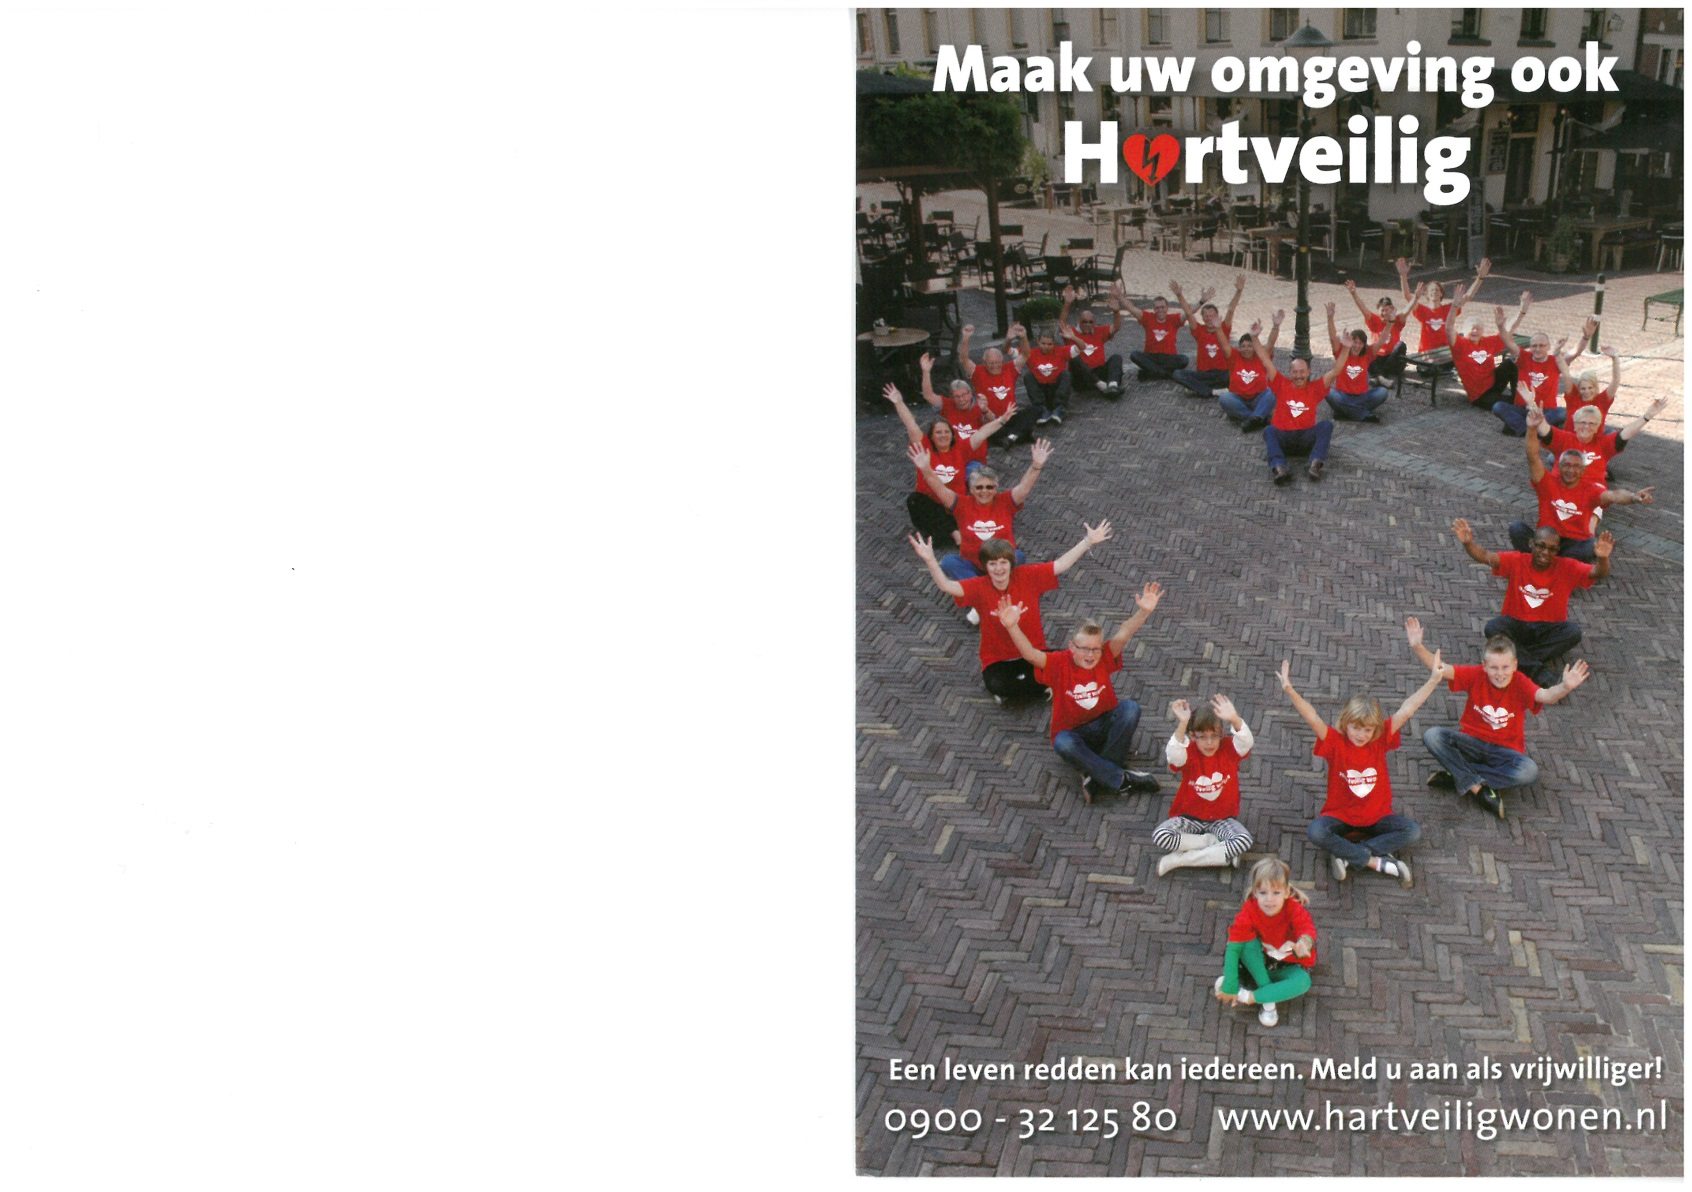 Maak uw omgeving ook
Hartveilig
Een leven redden kan iedereen. Meld u aan als vrijwilliger!
0900 - 32 125 80 www.hartveiligwonen.nl